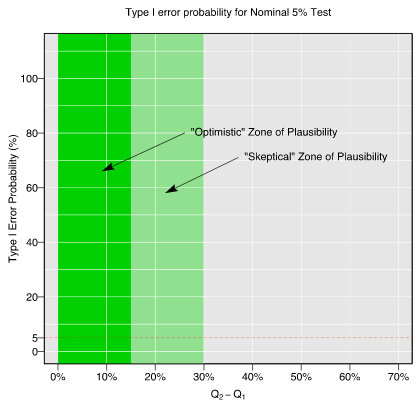 Type I error probability for Nominal 5% Test
Type I Error Probability (%)
100
80
60
40
20
5
0
"Optimistic" Zone of Plausibility
"Skeptical" Zone of Plausibility
0% 10% 20% 30% 40% 50% 60% 70%
Q₂ − Q₁